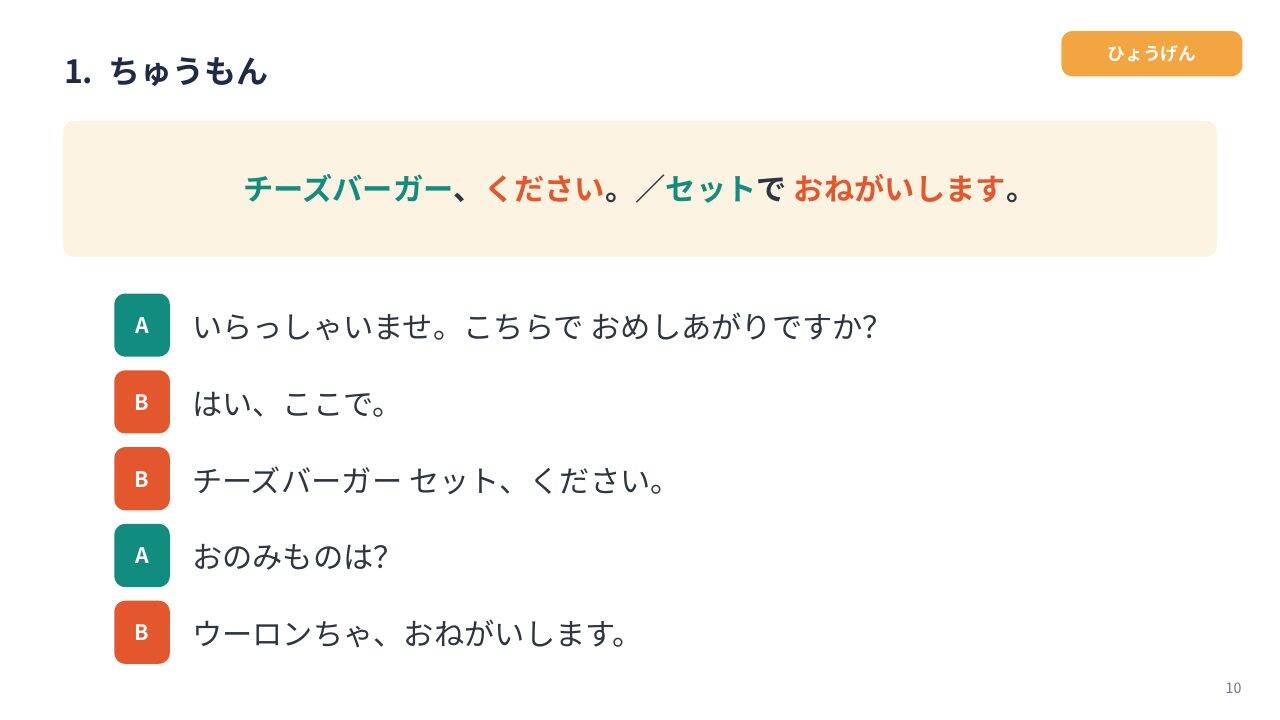 1. ちゅうもん
ひょうげん
チーズバーガー、ください。／セットで おねがいします。
A いらっしゃいませ。こちらで おめしあがりですか?
B はい、ここで。
B チーズバーガー セット、ください。
A おのみものは?
B ウーロンちゃ、おねがいします。
10